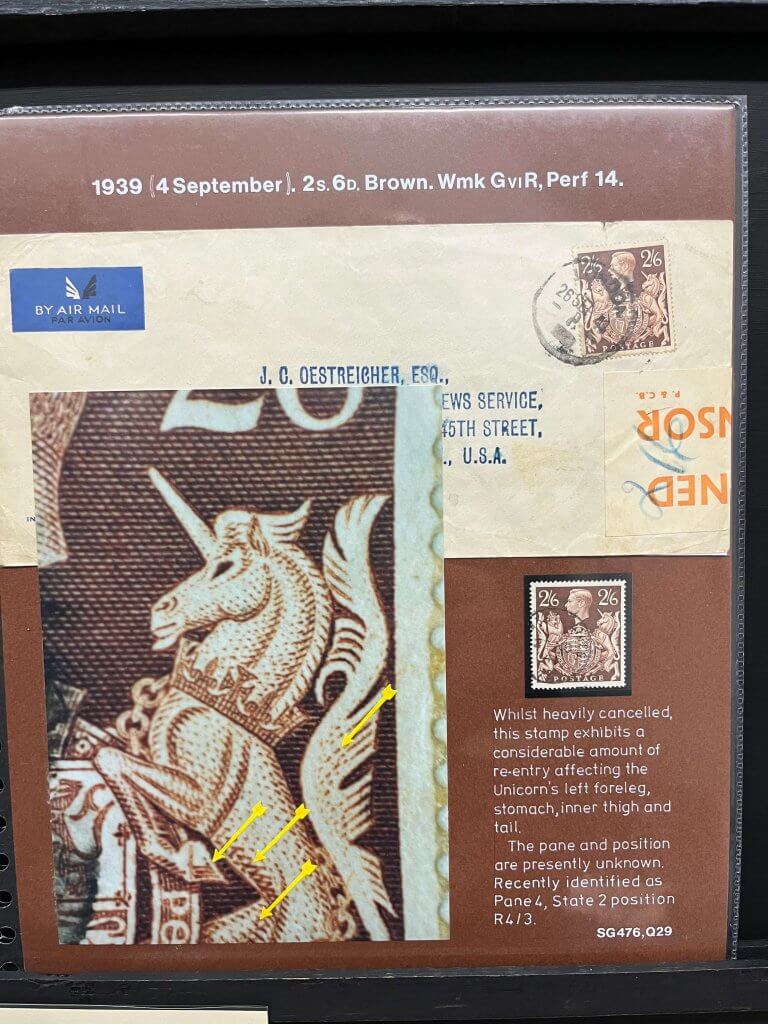 1939 (4 September). 2S. 6D. Brown. Wmk GVIR, Perf 14.
BY AIR MAIL
PAR AVION
2/6 2/6
POSTAGE
J. C. OESTREICHER, ESQ.,
EWS SERVICE,
45TH STREET,
., U.S.A.
P. & C.B.
NSOR
NED
IN
2/6 2/6
POSTAGE
Whilst heavily cancelled,
this stamp exhibits a
considerable amount of
re-entry affecting the
Unicorn's left foreleg,
stomach, inner thigh and
tail.
The pane and position
are presently unknown.
Recently identified as
Pane 4, State 2 position
R4/3.
SG476, Q29